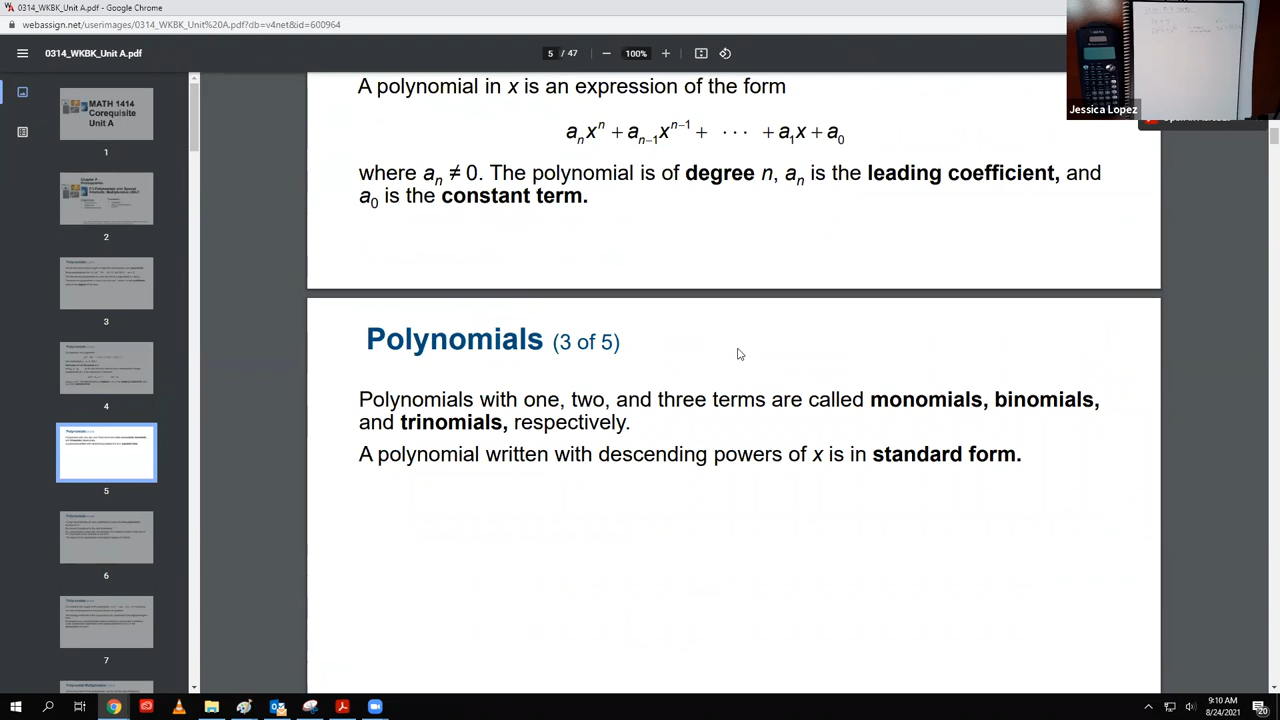 0314_WKBK_Unit A.pdf - Google Chrome
webassign.net/userimages/0314_WKBK_Unit%20A.pdf?db=v4net&id=600964
0314_WKBK_Unit A.pdf
5 / 47
100%
Jessica Lopez
A polynomial in x is an expression of the form
aₙxⁿ + aₙ₋₁xⁿ⁻¹ + ⋯ + a₁x + a₀
where aₙ ≠ 0. The polynomial is of degree n, aₙ is the leading coefficient, and
a₀ is the constant term.
Polynomials (3 of 5)
Polynomials with one, two, and three terms are called monomials, binomials,
and trinomials, respectively.
A polynomial written with descending powers of x is in standard form.
MATH 1414
Corequisite
Unit A
1
2
3
4
5
6
7
9:10 AM
8/24/2021
20